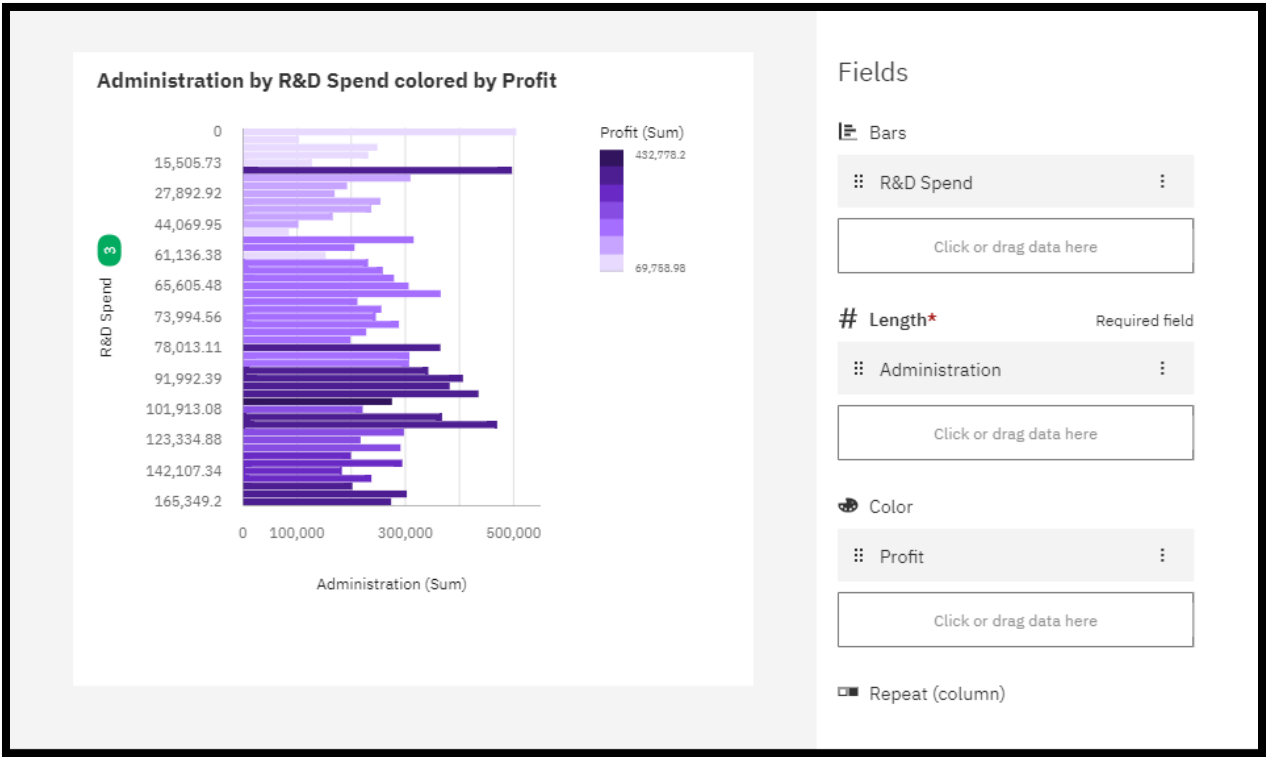 Administration by R&D Spend colored by Profit
0
15,505.73
27,892.92
44,069.95
61,136.38
65,605.48
73,994.56
78,013.11
91,992.39
101,913.08
123,334.88
142,107.34
165,349.2
R&D Spend
3
0 100,000 300,000 500,000
Administration (Sum)
Profit (Sum)
432,778.2
69,758.98
Fields
Bars
R&D Spend
Click or drag data here
# Length* Required field
Administration
Click or drag data here
Color
Profit
Click or drag data here
Repeat (column)